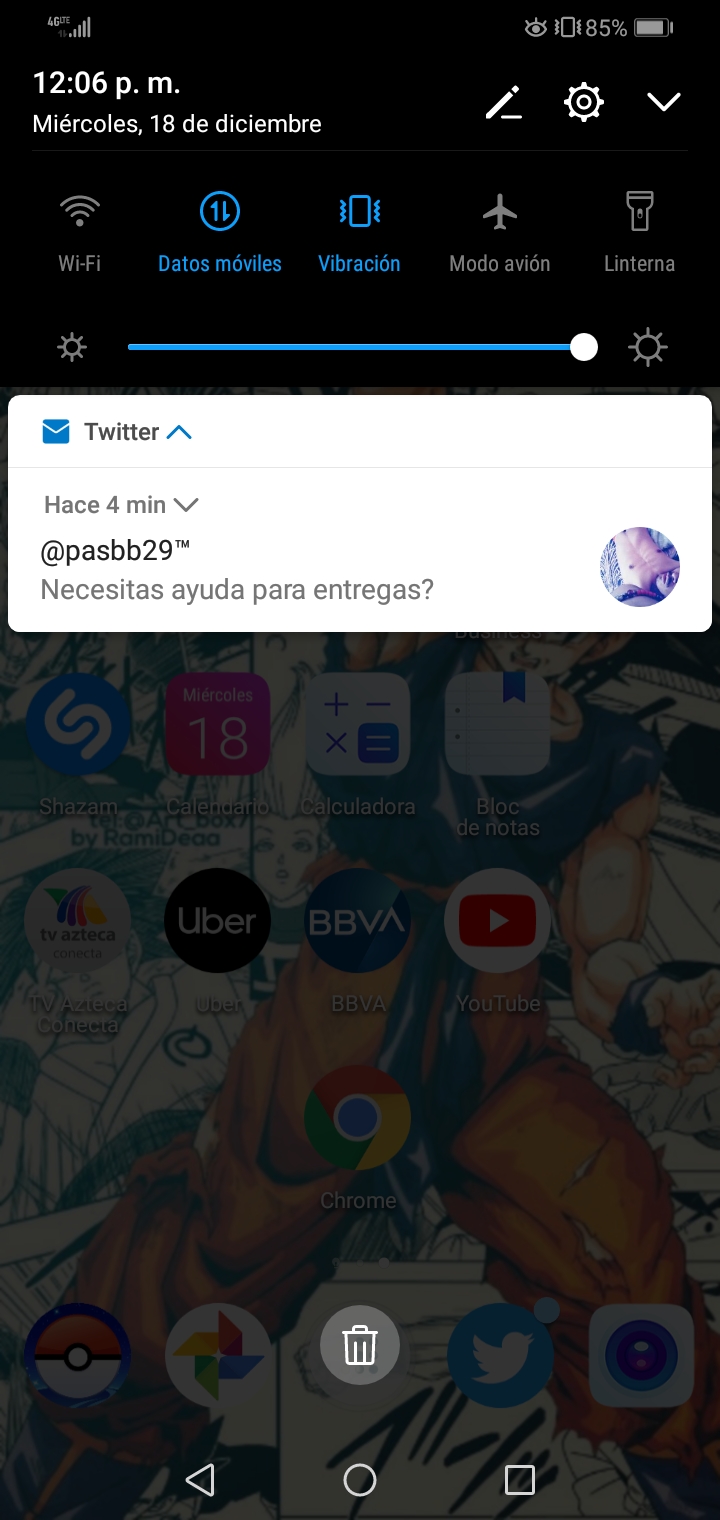 4G LTE
85%
12:06 p. m.
Miércoles, 18 de diciembre
Wi-Fi
Datos móviles
Vibración
Modo avión
Linterna
Twitter
Hace 4 min
@pasbb29™
Necesitas ayuda para entregas?
Business
Miércoles
18
Shazam
Calendario
Calculadora
Bloc
de notas
by RamiDeaa
tv azteca
conecta
Uber
BBVA
TV Azteca
Conecta
Uber
BBVA
YouTube
Chrome